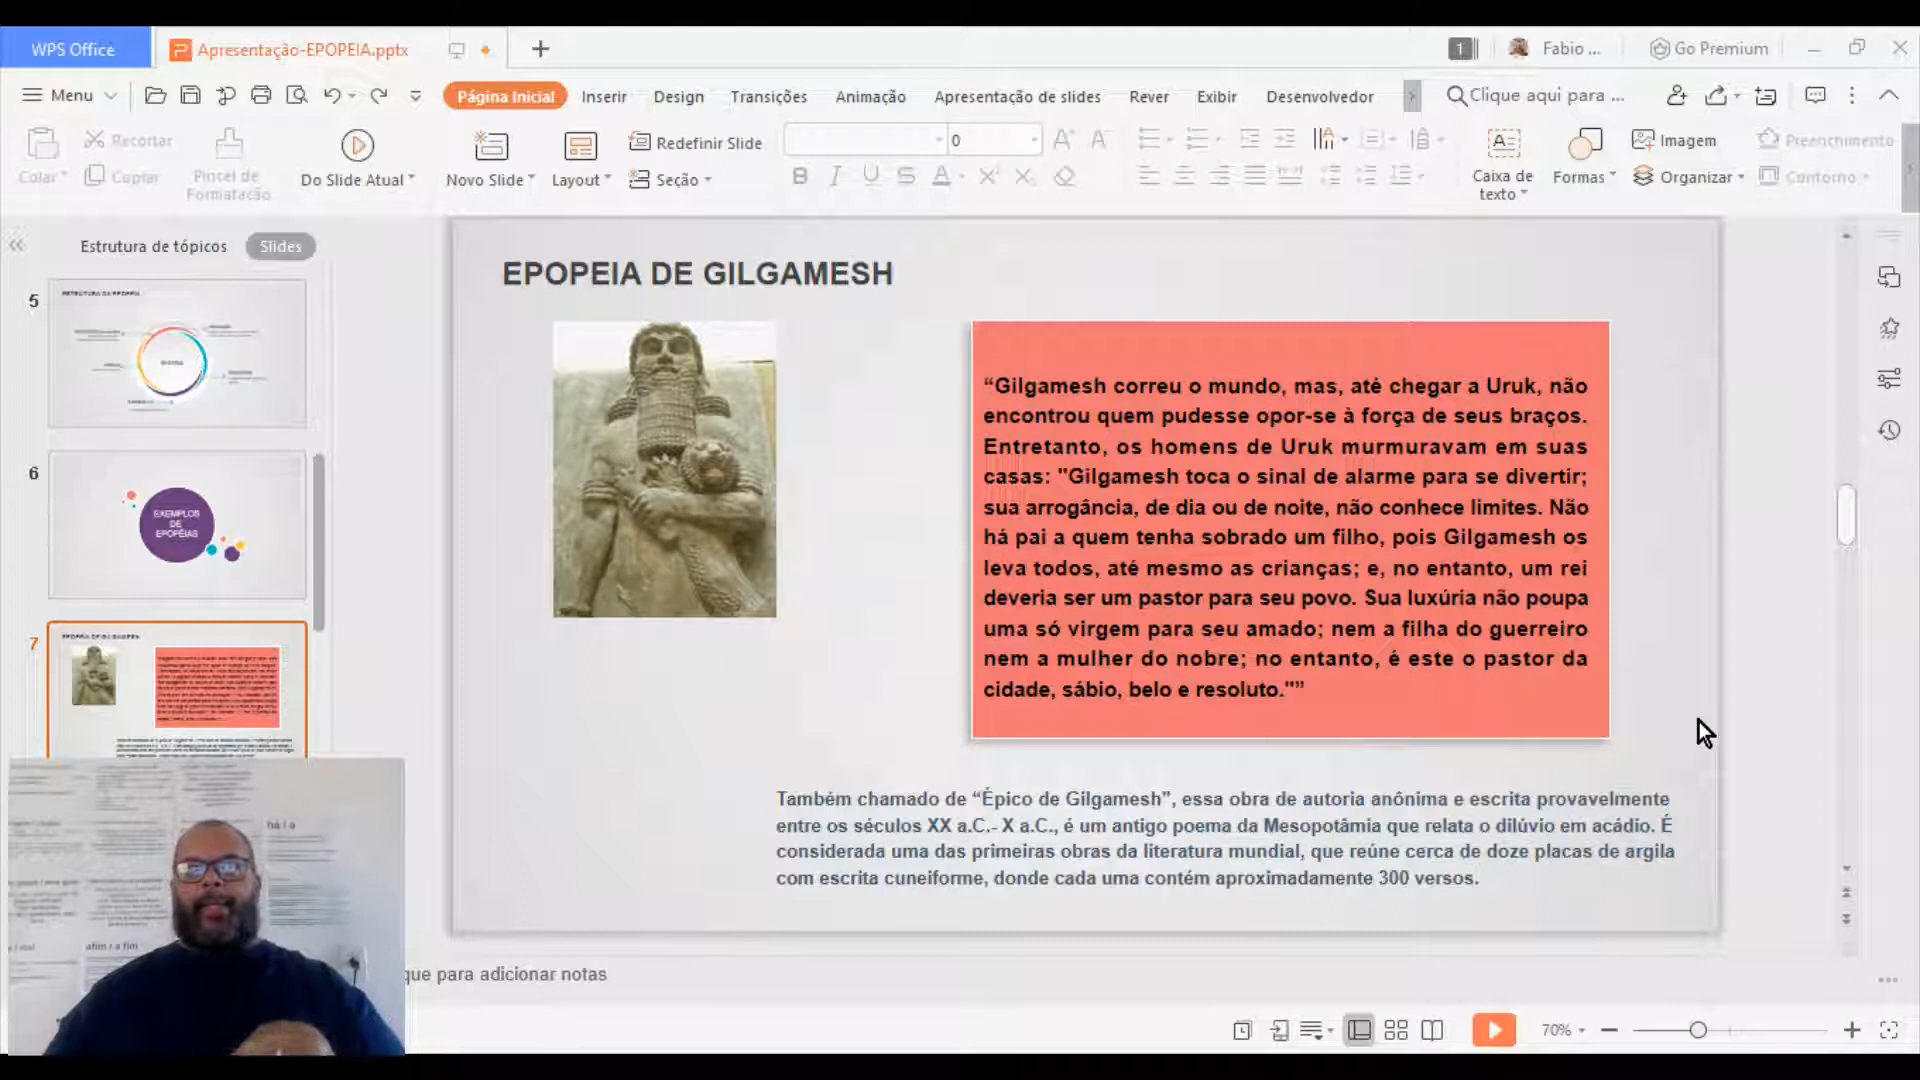 WPS Office
Apresentação-EPOPEIA.pptx
1
Fabio ...
Go Premium
Menu
Página Inicial
Inserir
Design
Transições
Animação
Apresentação de slides
Rever
Exibir
Desenvolvedor
Clique aqui para ...
Colar
Recortar
Copiar
Pincel de
Formatação
Do Slide Atual
Novo Slide
Layout
Redefinir Slide
Seção
0
Caixa de
texto
Formas
Imagem
Organizar
Preenchimento
Contorno
Estrutura de tópicos
Slides
5
6
EXEMPLOS
DE
EPOPÉIAS
7
EPOPEIA DE GILGAMESH
“Gilgamesh correu o mundo, mas, até chegar a Uruk, não
encontrou quem pudesse opor-se à força de seus braços.
Entretanto, os homens de Uruk murmuravam em suas
casas: "Gilgamesh toca o sinal de alarme para se divertir;
sua arrogância, de dia ou de noite, não conhece limites. Não
há pai a quem tenha sobrado um filho, pois Gilgamesh os
leva todos, até mesmo as crianças; e, no entanto, um rei
deveria ser um pastor para seu povo. Sua luxúria não poupa
uma só virgem para seu amado; nem a filha do guerreiro
nem a mulher do nobre; no entanto, é este o pastor da
cidade, sábio, belo e resoluto."”
Também chamado de “Épico de Gilgamesh”, essa obra de autoria anônima e escrita provavelmente
entre os séculos XX a.C.- X a.C., é um antigo poema da Mesopotâmia que relata o dilúvio em acádio. É
considerada uma das primeiras obras da literatura mundial, que reúne cerca de doze placas de argila
com escrita cuneiforme, donde cada uma contém aproximadamente 300 versos.
há / a
afim / a fim
que para adicionar notas
70%